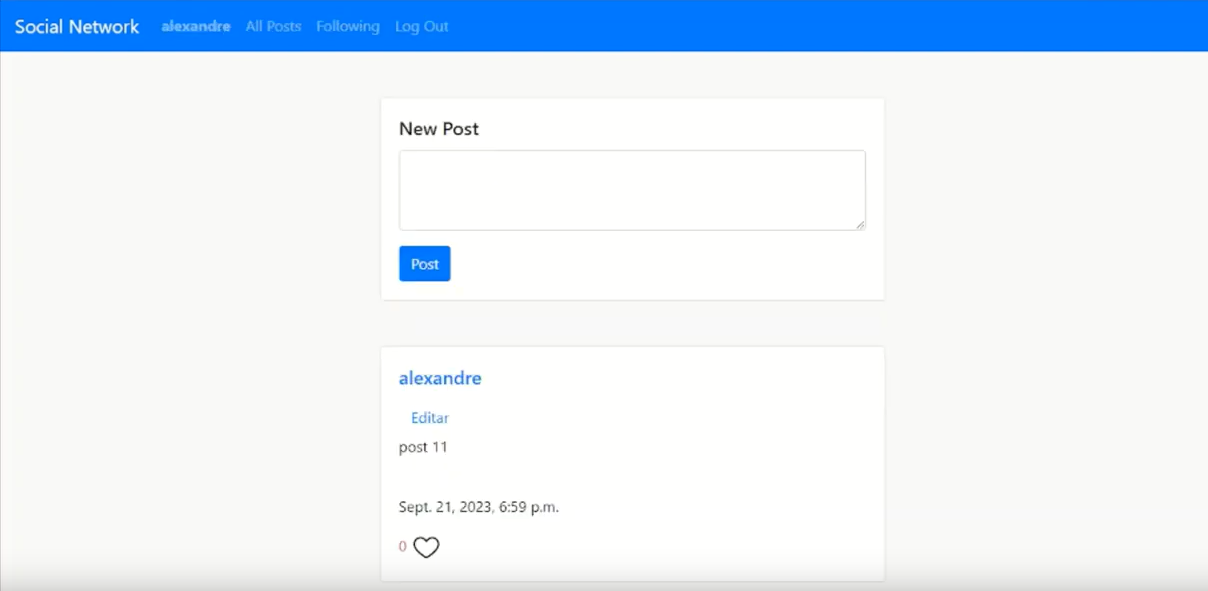 Social Network alexandre All Posts Following Log Out
New Post
Post
alexandre
Editar
post 11
Sept. 21, 2023, 6:59 p.m.
0